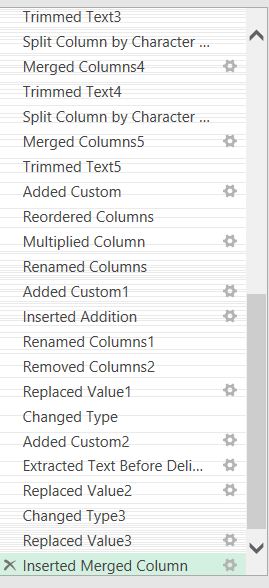 Trimmed Text3
Split Column by Character ...
Merged Columns4
Trimmed Text4
Split Column by Character ...
Merged Columns5
Trimmed Text5
Added Custom
Reordered Columns
Multiplied Column
Renamed Columns
Added Custom1
Inserted Addition
Renamed Columns1
Removed Columns2
Replaced Value1
Changed Type
Added Custom2
Extracted Text Before Deli...
Replaced Value2
Changed Type3
Replaced Value3
Inserted Merged Column